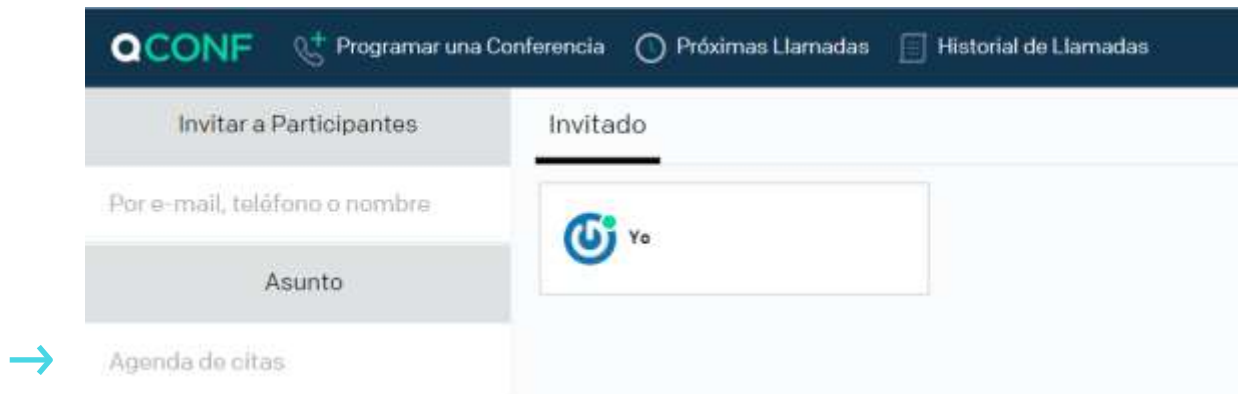 QCONF Programar una Conferencia Próximas Llamadas Historial de Llamadas
Invitar a Participantes
Invitado
Por e-mail, teléfono o nombre
Yo
Asunto
Agenda de citas